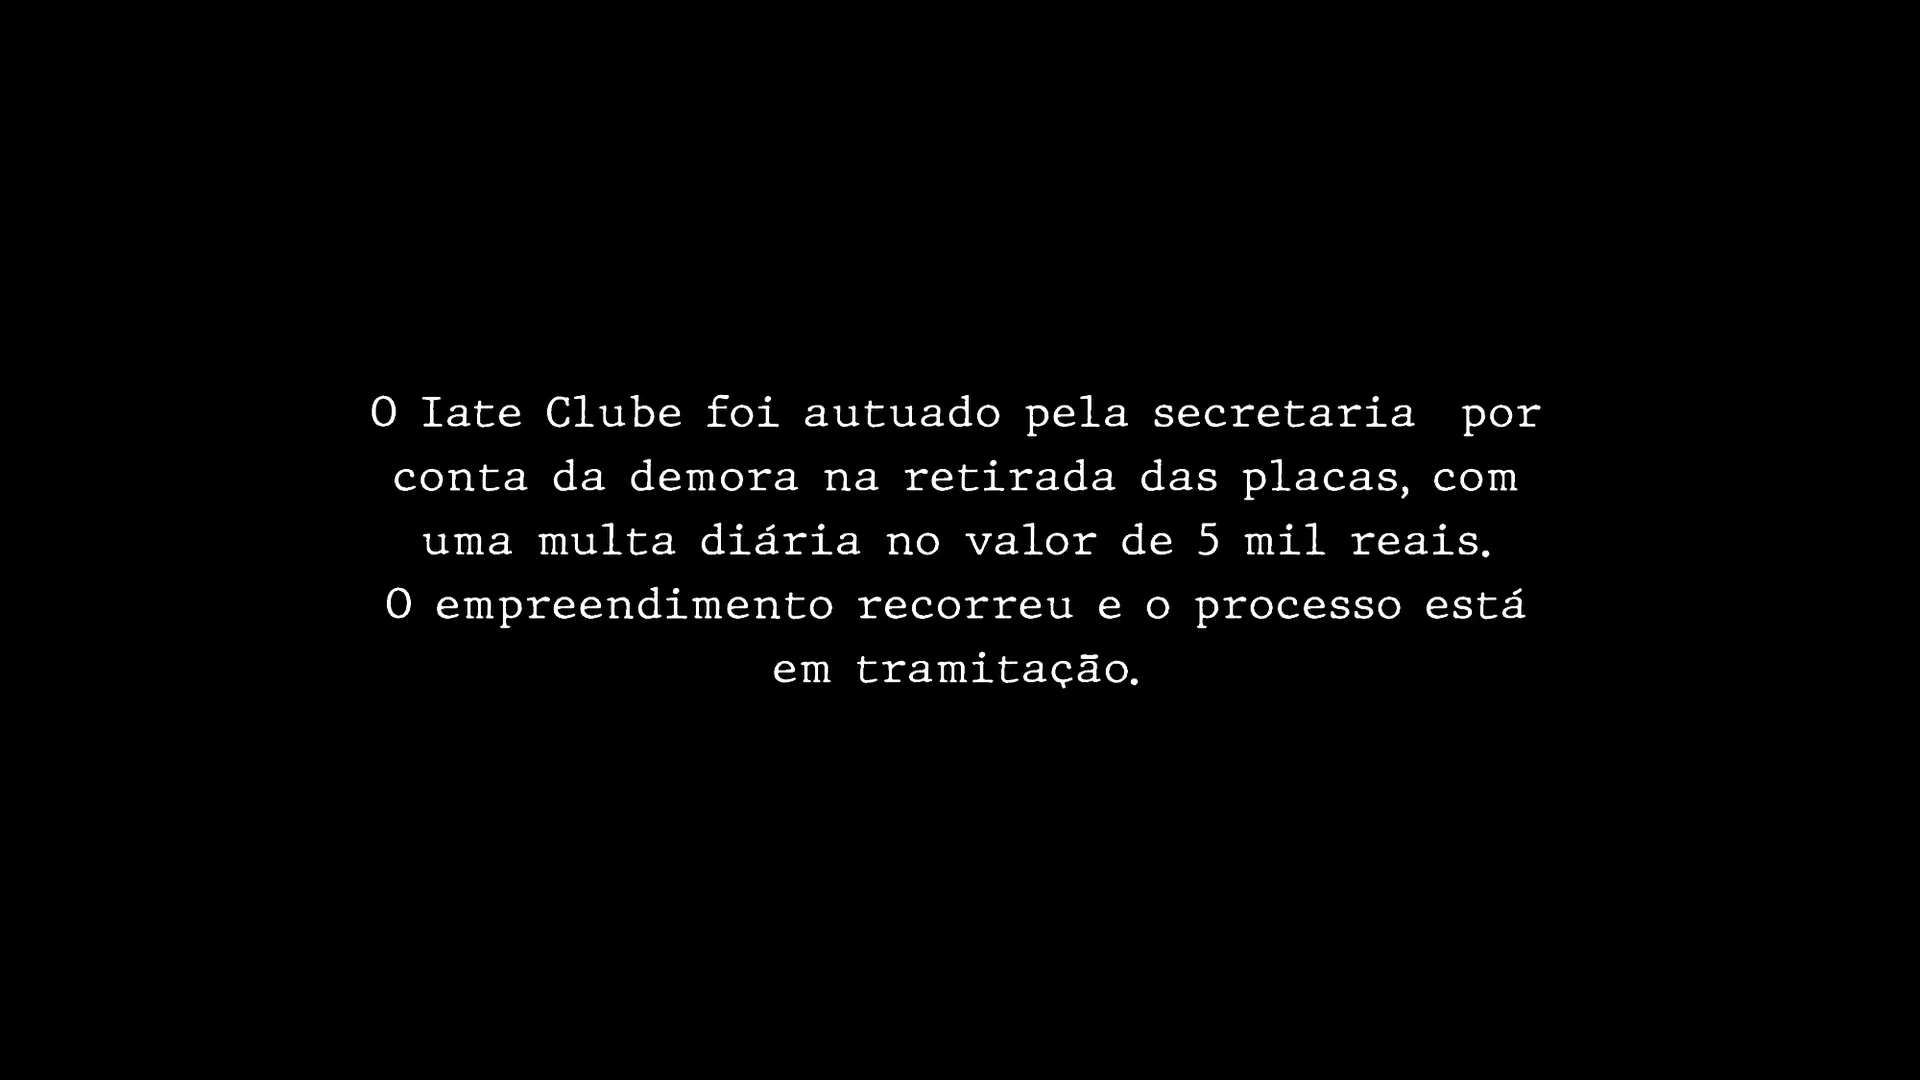 O Iate Clube foi autuado pela secretaria  por
conta da demora na retirada das placas, com
uma multa diária no valor de 5 mil reais.
O empreendimento recorreu e o processo está
em tramitação.